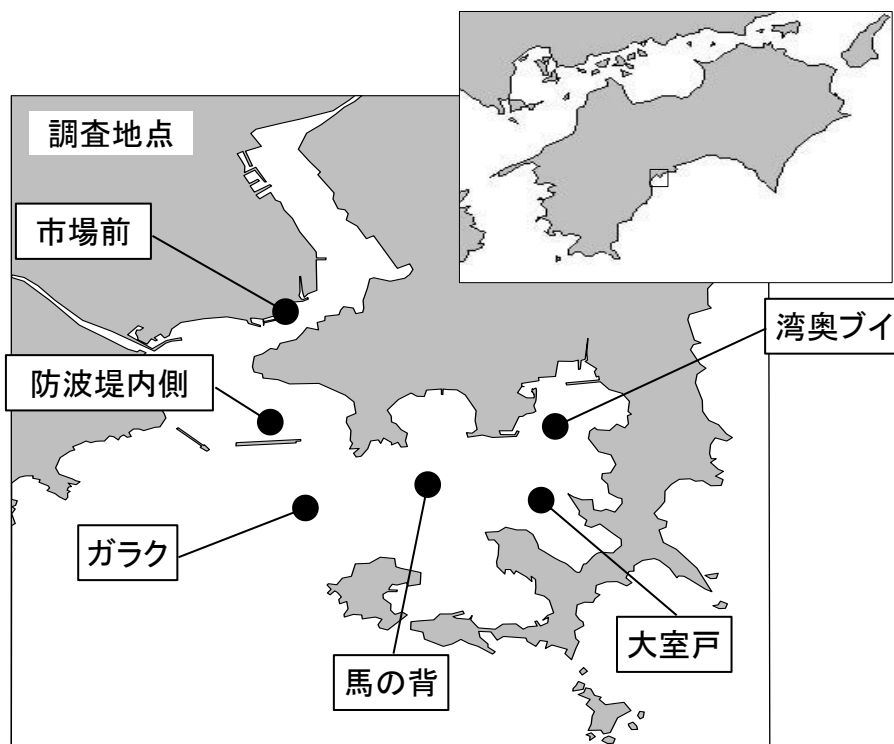 調査地点
市場前
湾奥ブイ
防波堤内側
ガラク
大室戸
馬の背